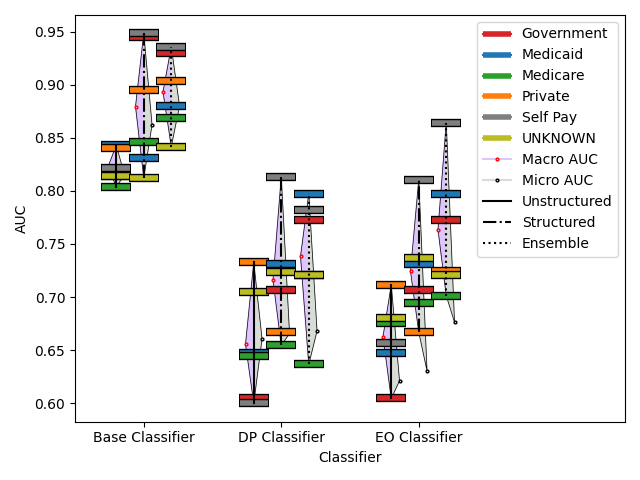 0.95
0.90
0.85
0.80
0.75
0.70
0.65
0.60
AUC
Base Classifier
DP Classifier
EO Classifier
Classifier
Government
Medicaid
Medicare
Private
Self Pay
UNKNOWN
Macro AUC
Micro AUC
Unstructured
Structured
Ensemble